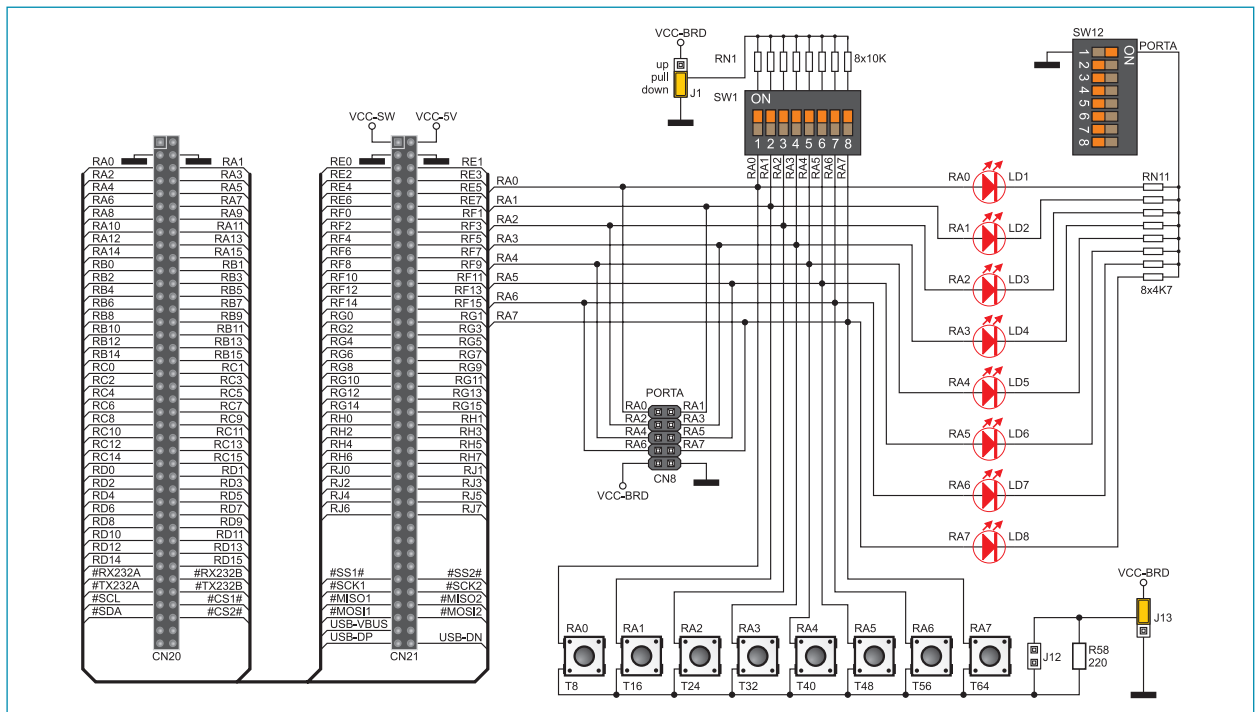 VCC-BRD
up
pull
down
J1
RN1
8x10K
SW1
ON
1 2 3 4 5 6 7 8
RA0 RA1 RA2 RA3 RA4 RA5 RA6 RA7
SW12
PORTA
ON
1
2
3
4
5
6
7
8
VCC-SW VCC-5V
RA0 RA1
RA2 RA3
RA4 RA5
RA6 RA7
RA8 RA9
RA10 RA11
RA12 RA13
RA14 RA15
RB0 RB1
RB2 RB3
RB4 RB5
RB6 RB7
RB8 RB9
RB10 RB11
RB12 RB13
RB14 RB15
RC0 RC1
RC2 RC3
RC4 RC5
RC6 RC7
RC8 RC9
RC10 RC11
RC12 RC13
RC14 RC15
RD0 RD1
RD2 RD3
RD4 RD5
RD6 RD7
RD8 RD9
RD10 RD11
RD12 RD13
RD14 RD15
#RX232A #RX232B
#TX232A #TX232B
#SCL #CS1#
#SDA #CS2#
CN20
RE0 RE1
RE2 RE3
RE4 RE5
RE6 RE7
RF0 RF1
RF2 RF3
RF4 RF5
RF6 RF7
RF8 RF9
RF10 RF11
RF12 RF13
RF14 RF15
RG0 RG1
RG2 RG3
RG4 RG5
RG6 RG7
RG8 RG9
RG10 RG11
RG12 RG13
RG14 RG15
RH0 RH1
RH2 RH3
RH4 RH5
RH6 RH7
RJ0 RJ1
RJ2 RJ3
RJ4 RJ5
RJ6 RJ7
#SS1# #SS2#
#SCK1 #SCK2
#MISO1 #MISO2
#MOSI1 #MOSI2
USB-VBUS
USB-DP USB-DN
CN21
RA0
RA1
RA2
RA3
RA4
RA5
RA6
RA7
PORTA
RA0 RA1
RA2 RA3
RA4 RA5
RA6 RA7
CN8
VCC-BRD
RA0 LD1
RA1 LD2
RA2 LD3
RA3 LD4
RA4 LD5
RA5 LD6
RA6 LD7
RA7 LD8
RN11
8x4K7
RA0 RA1 RA2 RA3 RA4 RA5 RA6 RA7
T8 T16 T24 T32 T40 T48 T56 T64
J12
R58
220
VCC-BRD
J13